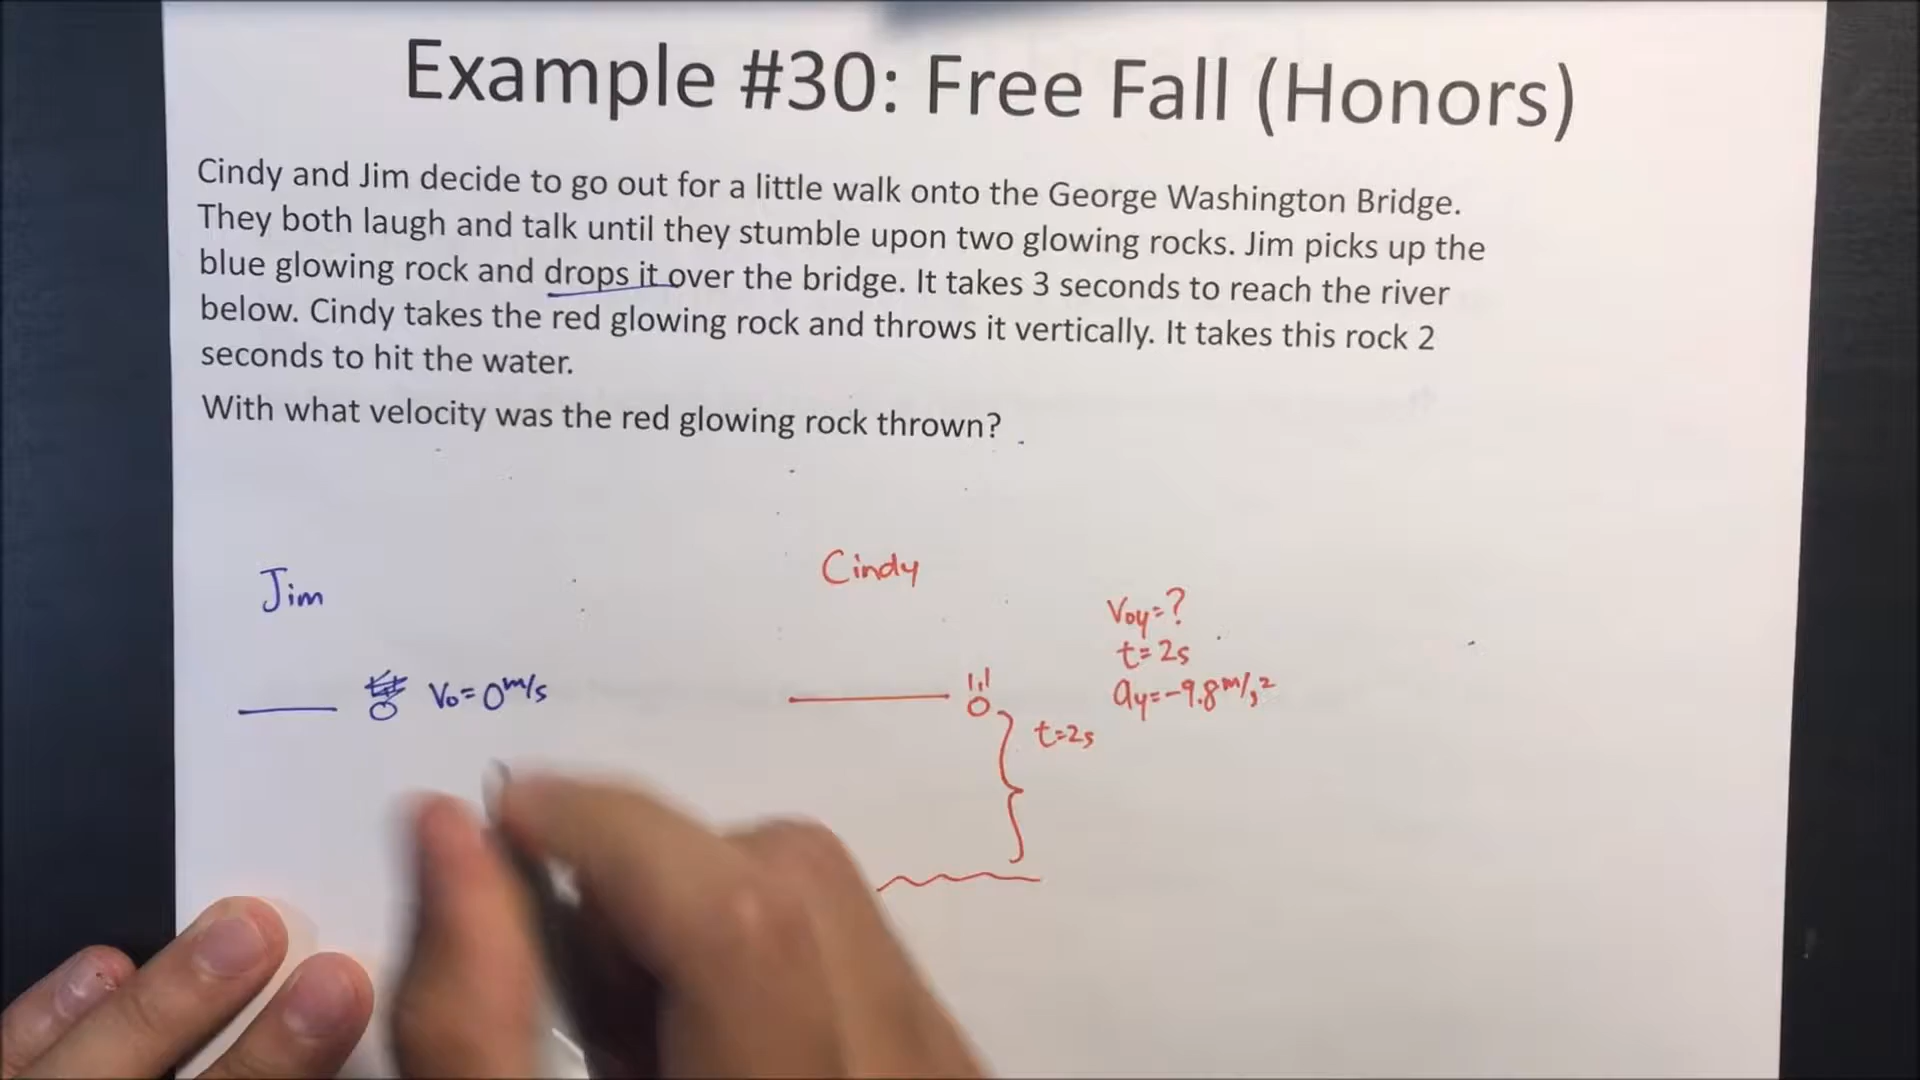 Example #30: Free Fall (Honors)
Cindy and Jim decide to go out for a little walk onto the George Washington Bridge.
They both laugh and talk until they stumble upon two glowing rocks. Jim picks up the
blue glowing rock and drops it over the bridge. It takes 3 seconds to reach the river
below. Cindy takes the red glowing rock and throws it vertically. It takes this rock 2
seconds to hit the water.
With what velocity was the red glowing rock thrown?
Jim
V₀=0 m/s
Cindy
V₀y=?
t=2s
ay=-9.8 m/s²
t=2s